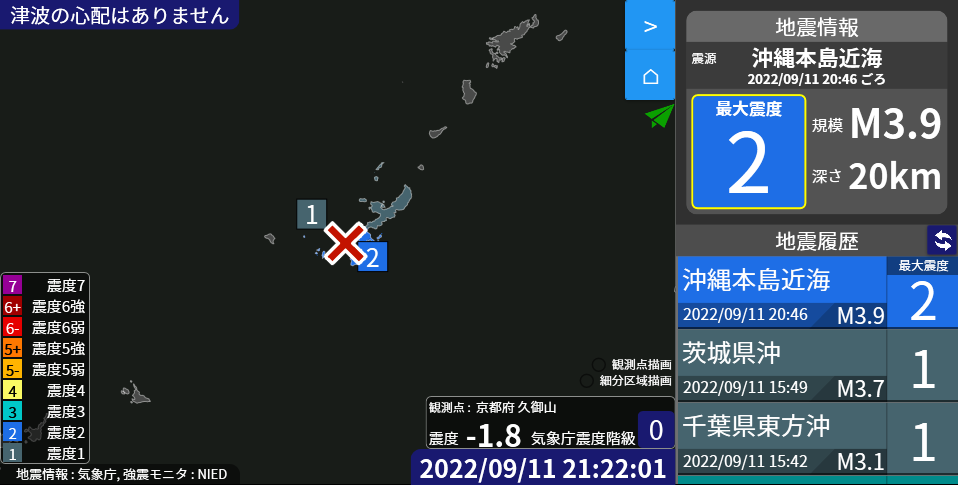 津波の心配はありません
>
1
2
7 震度7
6+ 震度6強
6- 震度6弱
5+ 震度5強
5- 震度5弱
4 震度4
3 震度3
2 震度2
1 震度1
地震情報 : 気象庁, 強震モニタ : NIED
観測点描画
細分区域描画
観測点 : 京都府 久御山
震度 -1.8 気象庁震度階級 0
2022/09/11 21:22:01
地震情報
震源 沖縄本島近海
2022/09/11 20:46 ごろ
最大震度
2
規模 M3.9
深さ 20km
地震履歴
沖縄本島近海
2022/09/11 20:46 M3.9
最大震度
2
茨城県沖
2022/09/11 15:49 M3.7
1
千葉県東方沖
2022/09/11 15:42 M3.1
1